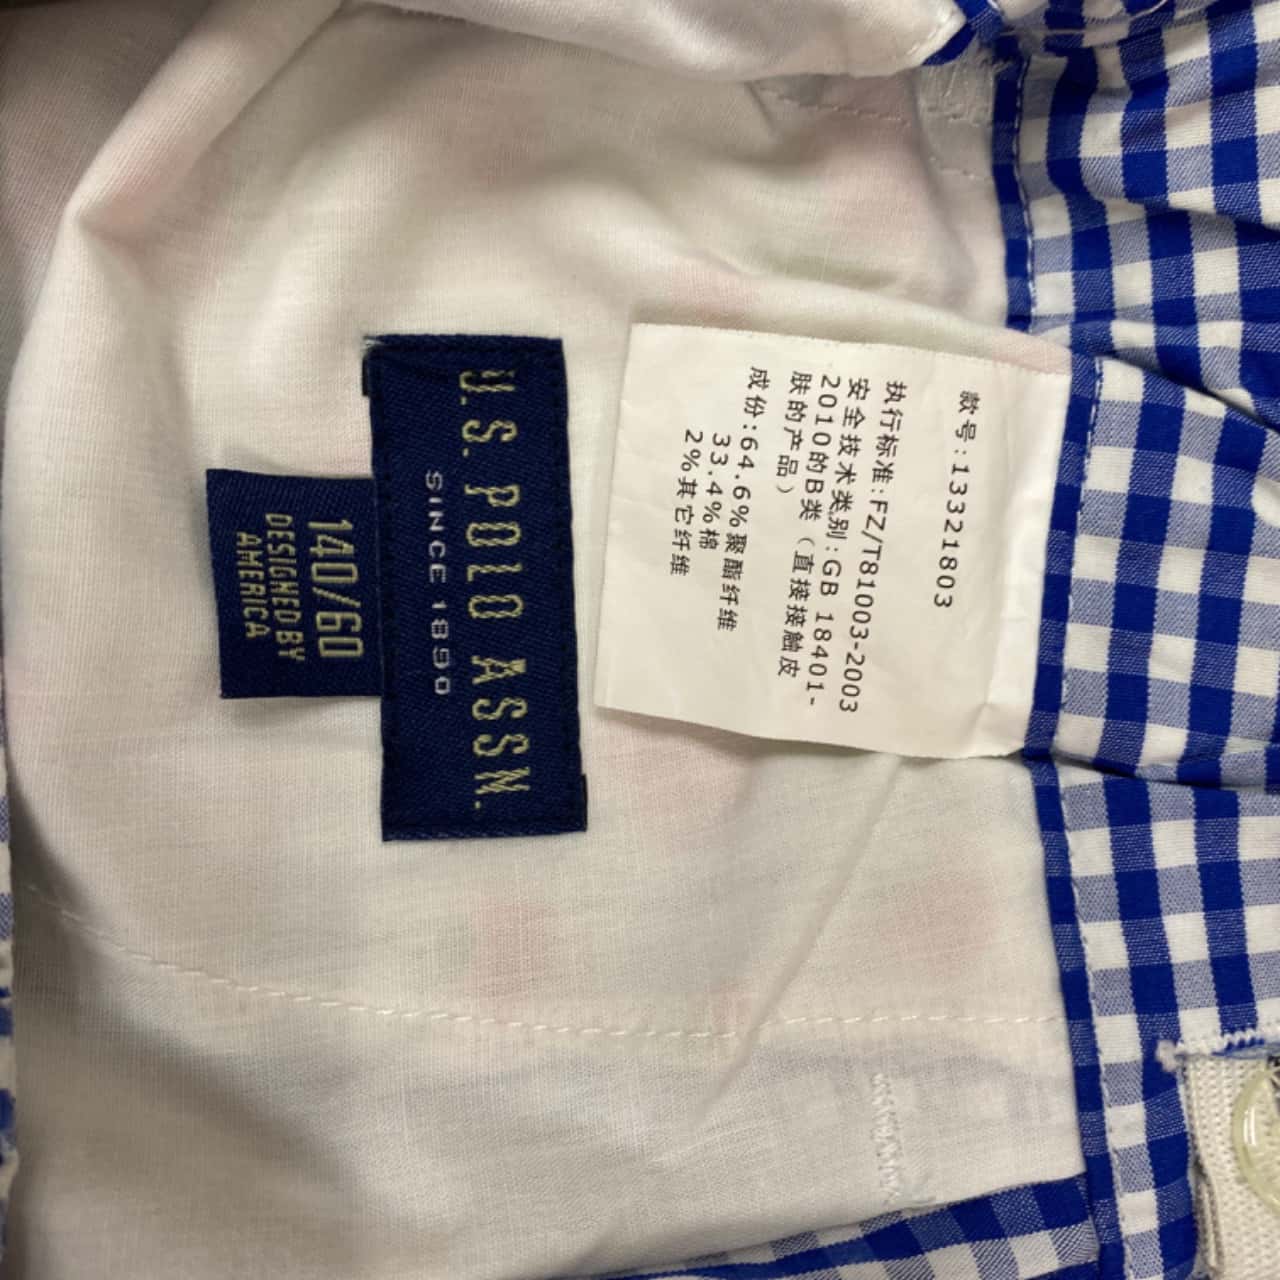 款号:13321803
执行标准:FZ/T81003-2003
安全技术类别:GB 18401-
2010的B类（直接接触皮
肤的产品）
成份:64.6%聚酯纤维
33.4%棉
2%其它纤维
U.S. POLO ASSN.
SINCE 1890
140/60
DESIGNED BY
AMERICA